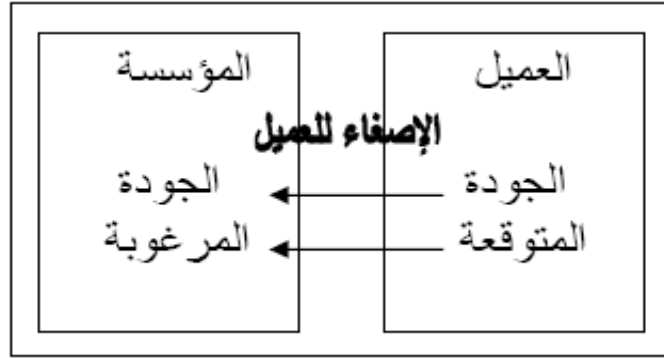 العميل
المؤسسة
الإصغاء للعميل
الجودة
المتوقعة
الجودة
المرغوبة